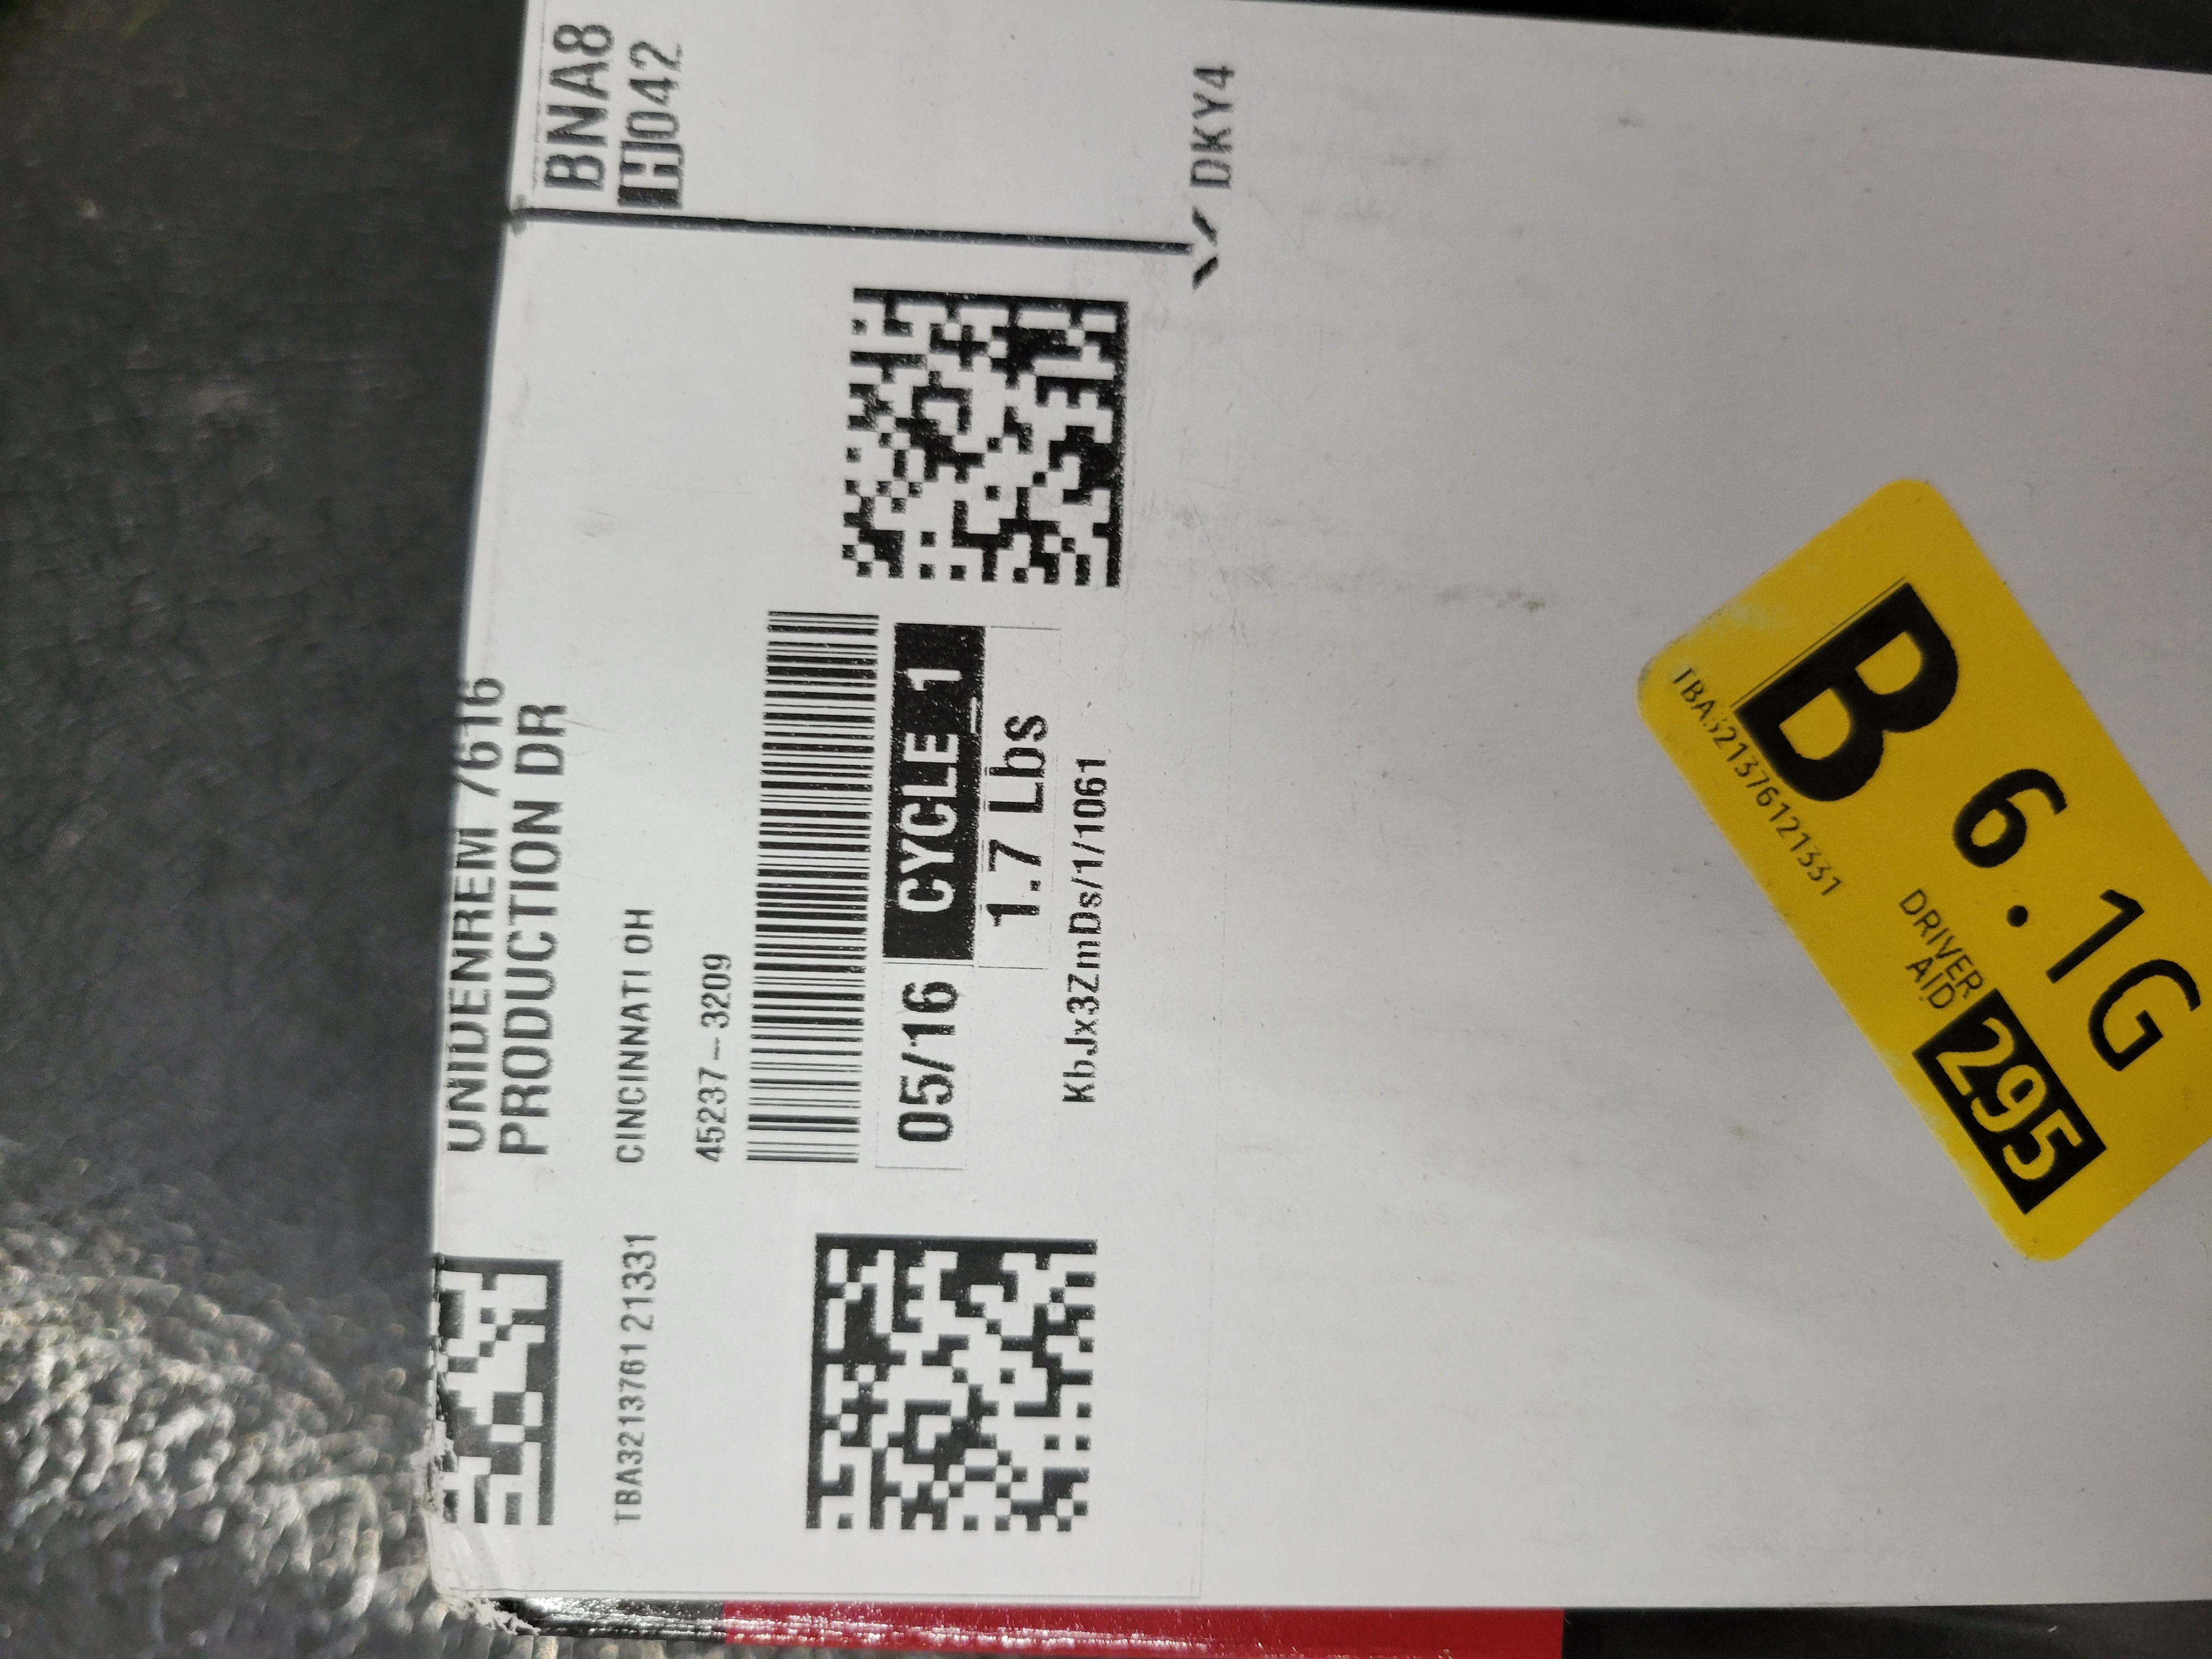 UNIDENREM 7616
PRODUCTION DR
BNA8
H042
TBA321376121331
CINCINNATI OH
45237-3209
05/16 CYCLE 1
1.7 Lbs
KbJx3ZmDs/1/1061
DKY4
TBA321376121331
B
6.1G
DRIVER
AID
295